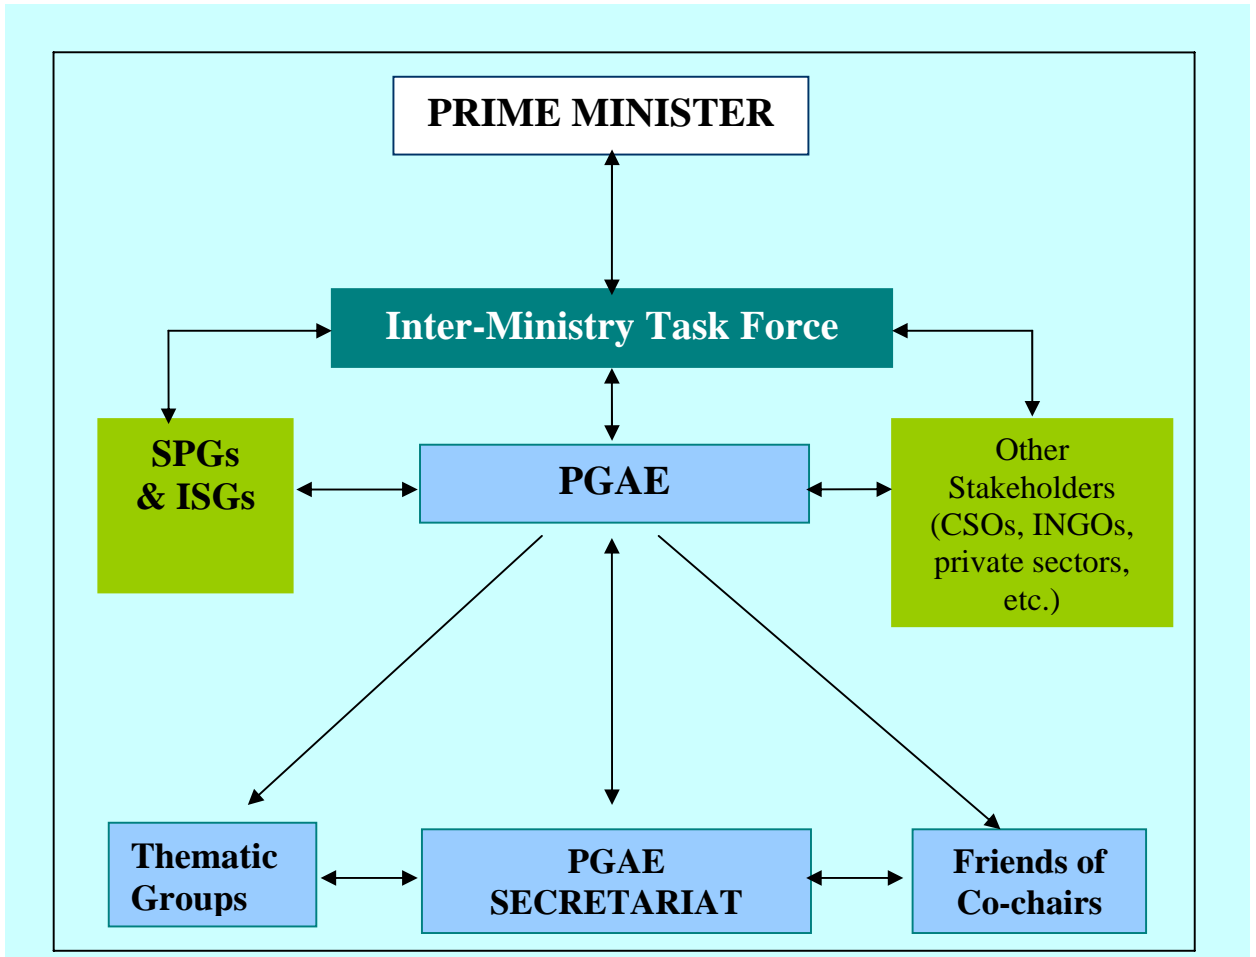 PRIME MINISTER
Inter-Ministry Task Force
SPGs
& ISGs
PGAE
Other
Stakeholders
(CSOs, INGOs,
private sectors,
etc.)
Thematic
Groups
PGAE
SECRETARIAT
Friends of
Co-chairs